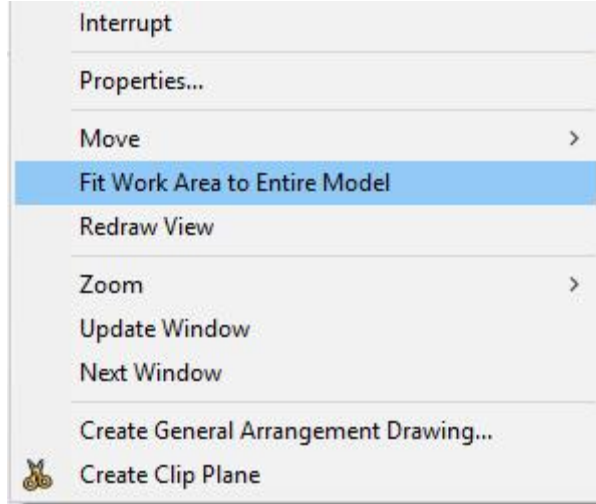 Interrupt
Properties...
Move
Fit Work Area to Entire Model
Redraw View
Zoom
Update Window
Next Window
Create General Arrangement Drawing...
Create Clip Plane